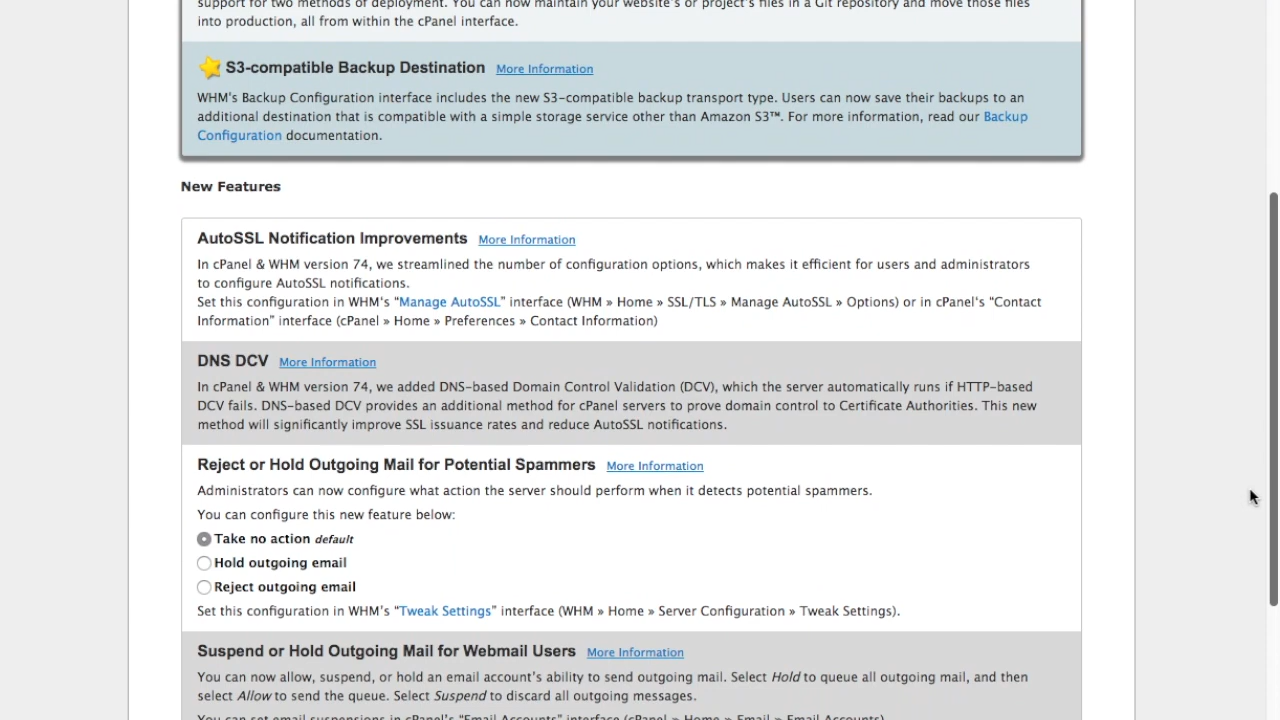 support for two methods of deployment. You can now maintain your website's or project's files in a Git repository and move those files
into production, all from within the cPanel interface.
S3-compatible Backup Destination More Information
WHM's Backup Configuration interface includes the new S3-compatible backup transport type. Users can now save their backups to an
additional destination that is compatible with a simple storage service other than Amazon S3™. For more information, read our Backup
Configuration documentation.
New Features
AutoSSL Notification Improvements More Information
In cPanel & WHM version 74, we streamlined the number of configuration options, which makes it efficient for users and administrators
to configure AutoSSL notifications.
Set this configuration in WHM's “Manage AutoSSL” interface (WHM » Home » SSL/TLS » Manage AutoSSL » Options) or in cPanel's “Contact
Information” interface (cPanel » Home » Preferences » Contact Information)
DNS DCV More Information
In cPanel & WHM version 74, we added DNS-based Domain Control Validation (DCV), which the server automatically runs if HTTP-based
DCV fails. DNS-based DCV provides an additional method for cPanel servers to prove domain control to Certificate Authorities. This new
method will significantly improve SSL issuance rates and reduce AutoSSL notifications.
Reject or Hold Outgoing Mail for Potential Spammers More Information
Administrators can now configure what action the server should perform when it detects potential spammers.
You can configure this new feature below:
Take no action default
Hold outgoing email
Reject outgoing email
Set this configuration in WHM's “Tweak Settings” interface (WHM » Home » Server Configuration » Tweak Settings).
Suspend or Hold Outgoing Mail for Webmail Users More Information
You can now allow, suspend, or hold an email account's ability to send outgoing mail. Select Hold to queue all outgoing mail, and then
select Allow to send the queue. Select Suspend to discard all outgoing messages.
You can set email suspensions in cPanel's “Email Accounts” interface (cPanel » Home » Email » Email Accounts)